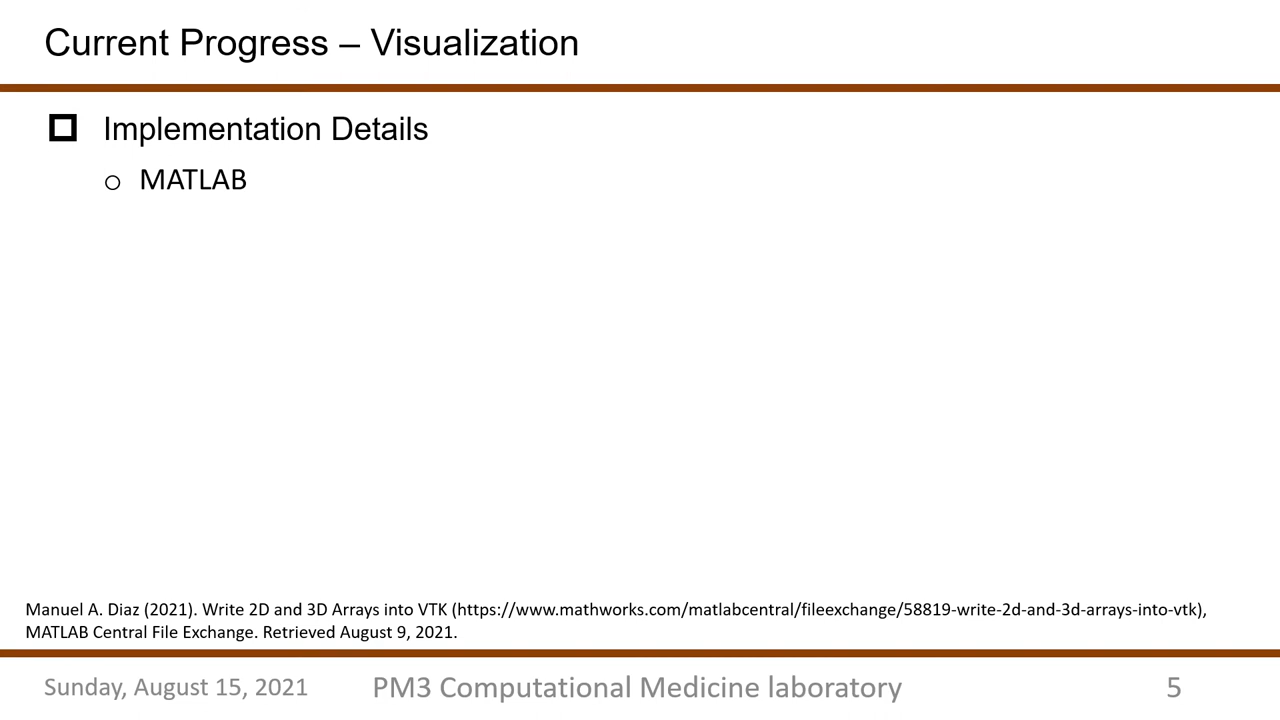 Current Progress – Visualization
Implementation Details
MATLAB
Manuel A. Diaz (2021). Write 2D and 3D Arrays into VTK (https://www.mathworks.com/matlabcentral/fileexchange/58819-write-2d-and-3d-arrays-into-vtk),
MATLAB Central File Exchange. Retrieved August 9, 2021.
Sunday, August 15, 2021 PM3 Computational Medicine laboratory 5